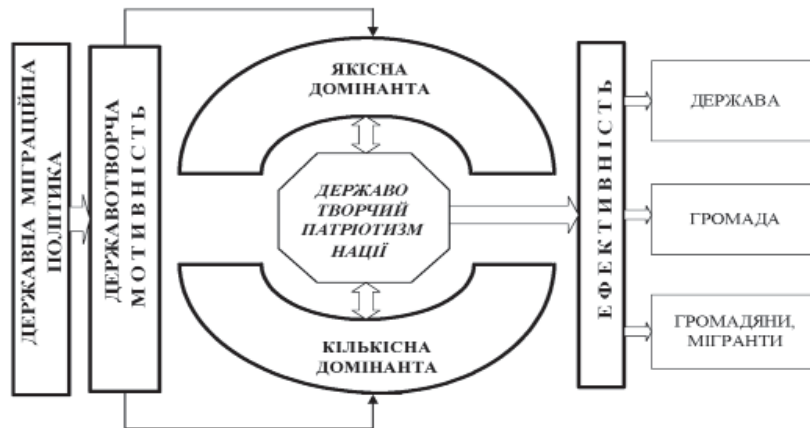 ДЕРЖАВНА МІГРАЦІЙНА
ПОЛІТИКА
ДЕРЖАВОТВОРЧА
МОТИВНІСТЬ
ЯКІСНА
ДОМІНАНТА
ДЕРЖАВО
ТВОРЧИЙ
ПАТРІОТИЗМ
НАЦІЇ
КІЛЬКІСНА
ДОМІНАНТА
ЕФЕКТИВНІСТЬ
ДЕРЖАВА
ГРОМАДА
ГРОМАДЯНИ,
МІГРАНТИ